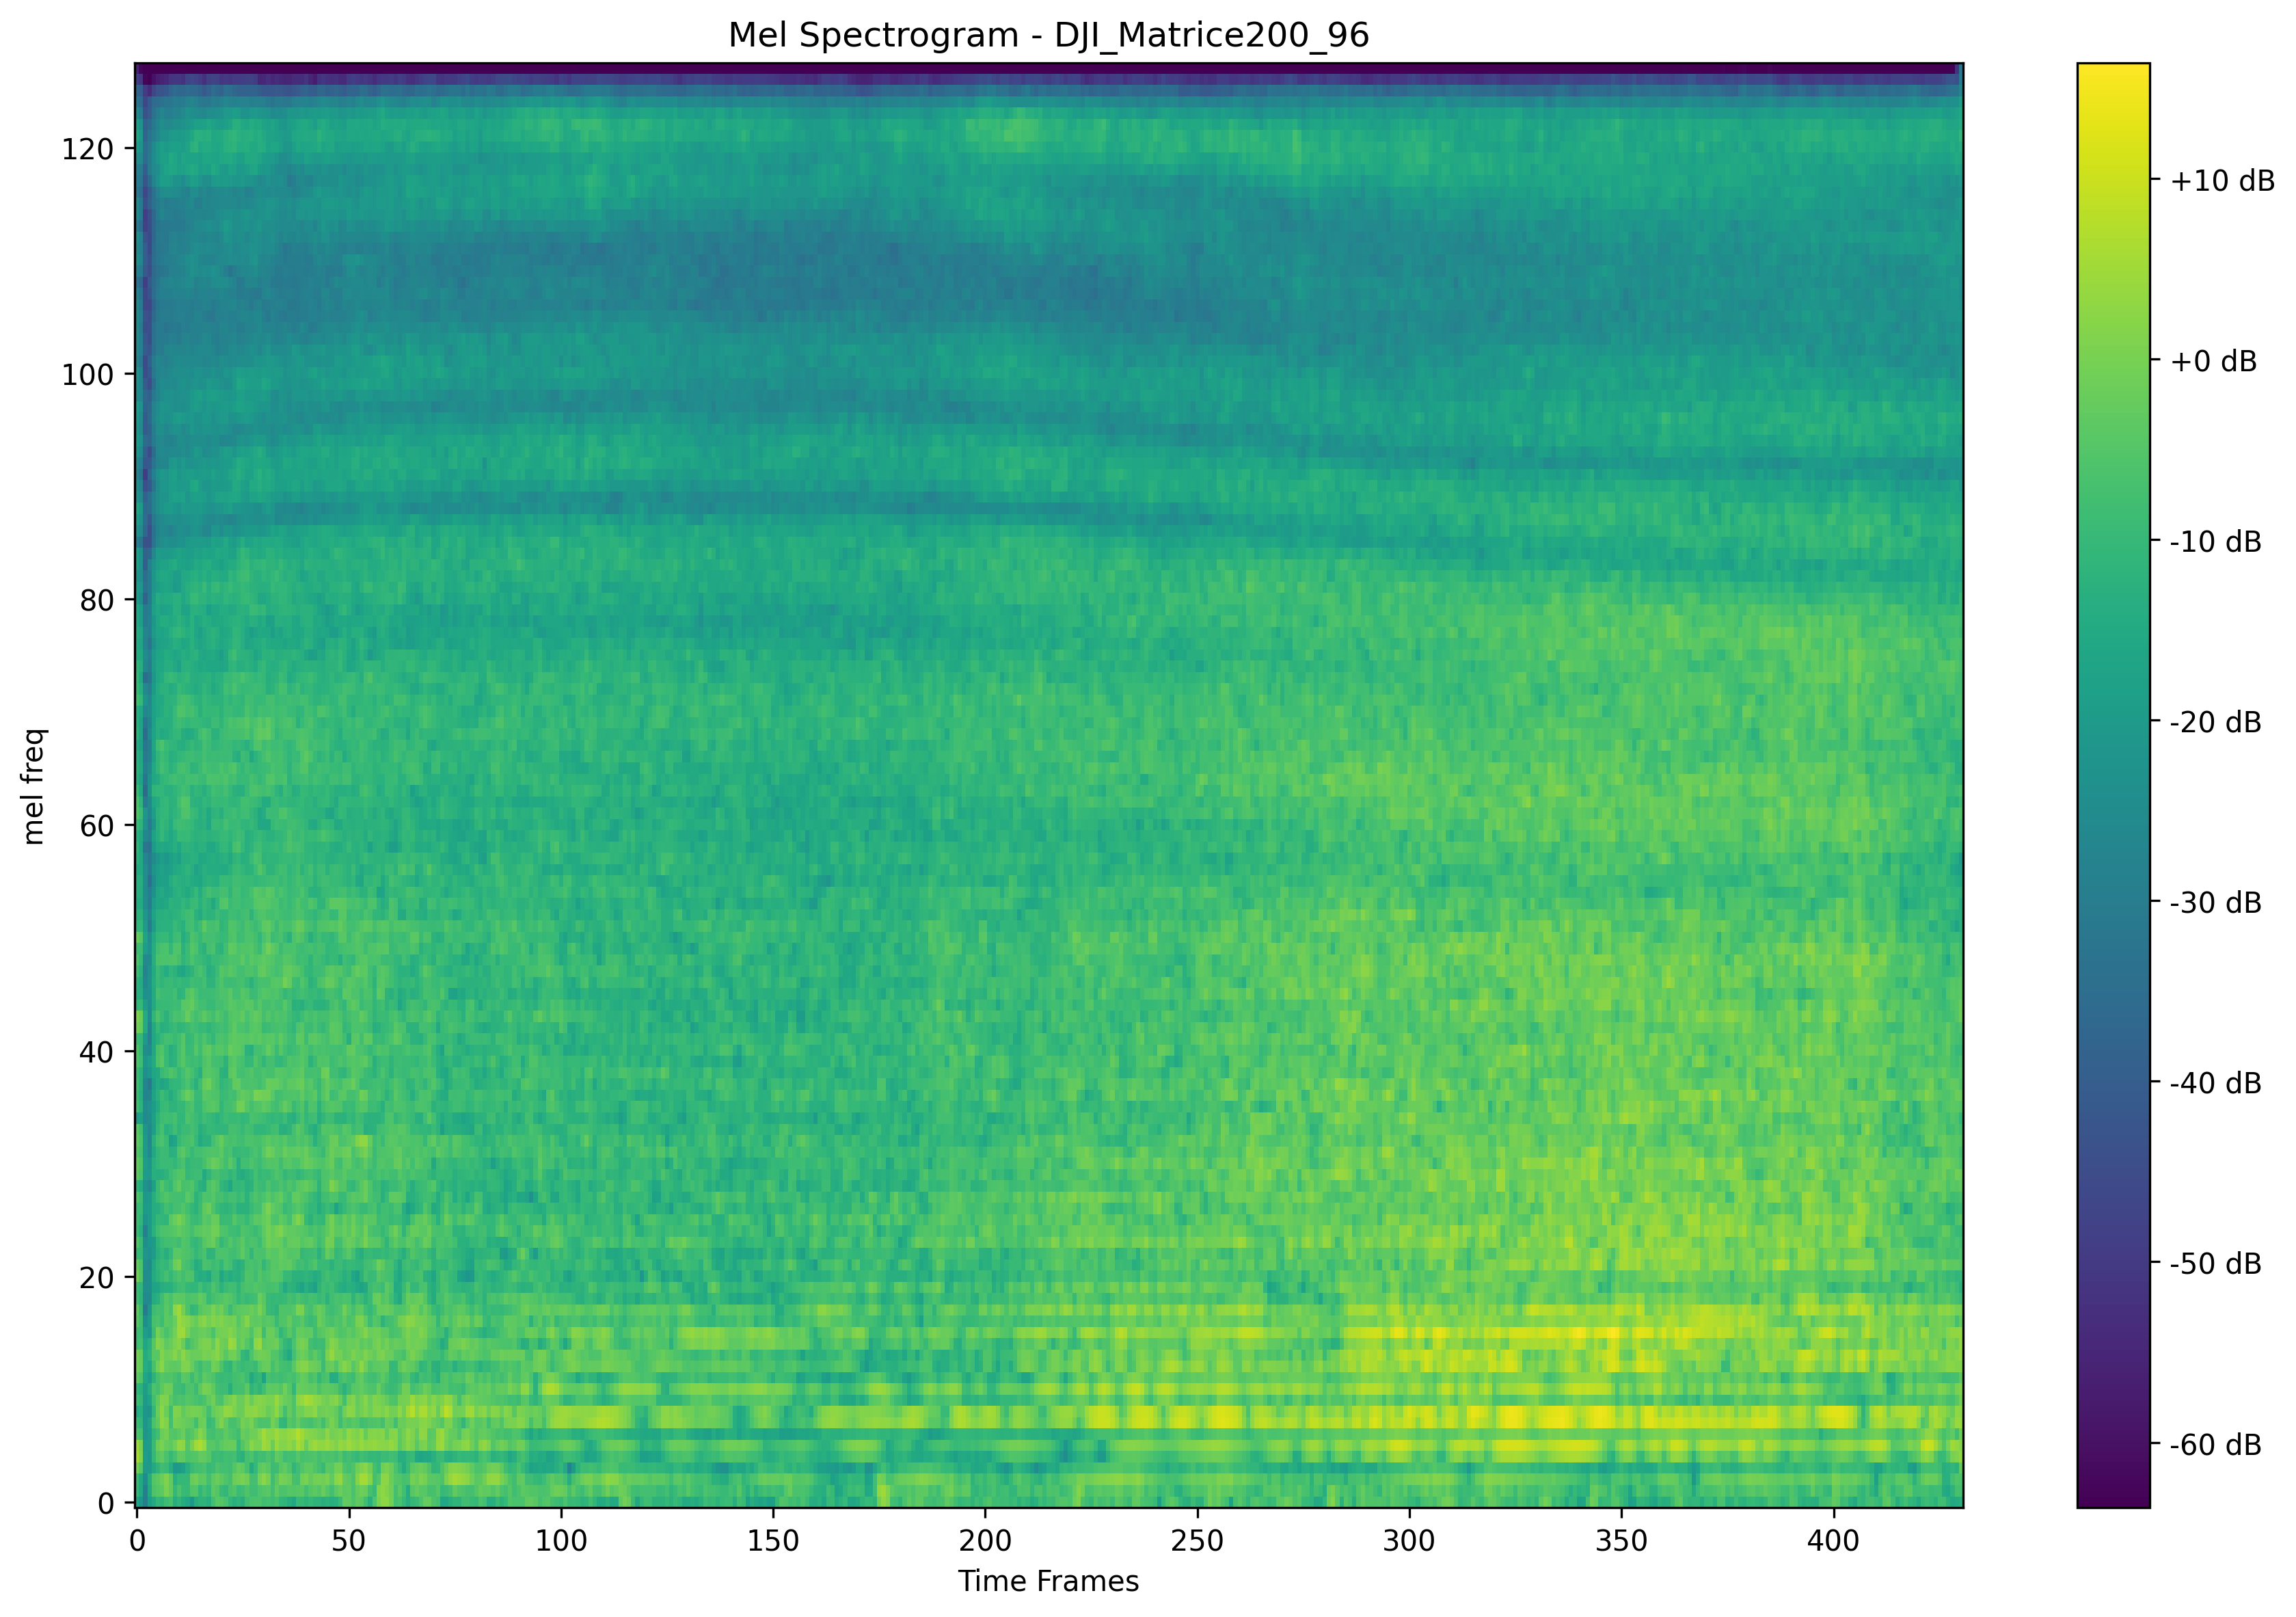 Mel Spectrogram - DJI_Matrice200_96
mel freq
120
100
80
60
40
20
0
0 50 100 150 200 250 300 350 400
Time Frames
+10 dB
+0 dB
-10 dB
-20 dB
-30 dB
-40 dB
-50 dB
-60 dB